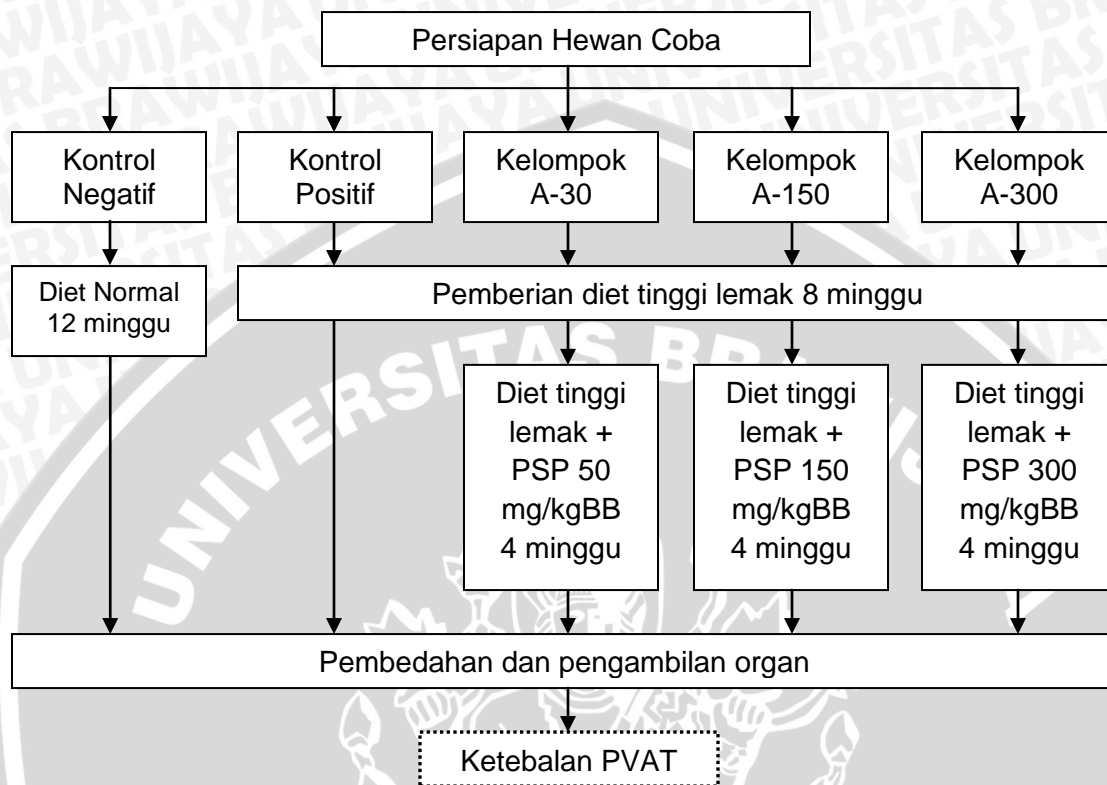 Persiapan Hewan Coba
Kontrol
Negatif
Kontrol
Positif
Kelompok
A-30
Kelompok
A-150
Kelompok
A-300
Diet Normal
12 minggu
Pemberian diet tinggi lemak 8 minggu
Diet tinggi
lemak +
PSP 50
mg/kgBB
4 minggu
Diet tinggi
lemak +
PSP 150
mg/kgBB
4 minggu
Diet tinggi
lemak +
PSP 300
mg/kgBB
4 minggu
Pembedahan dan pengambilan organ
Ketebalan PVAT
UNIVERSITAS BRAWIJAYA